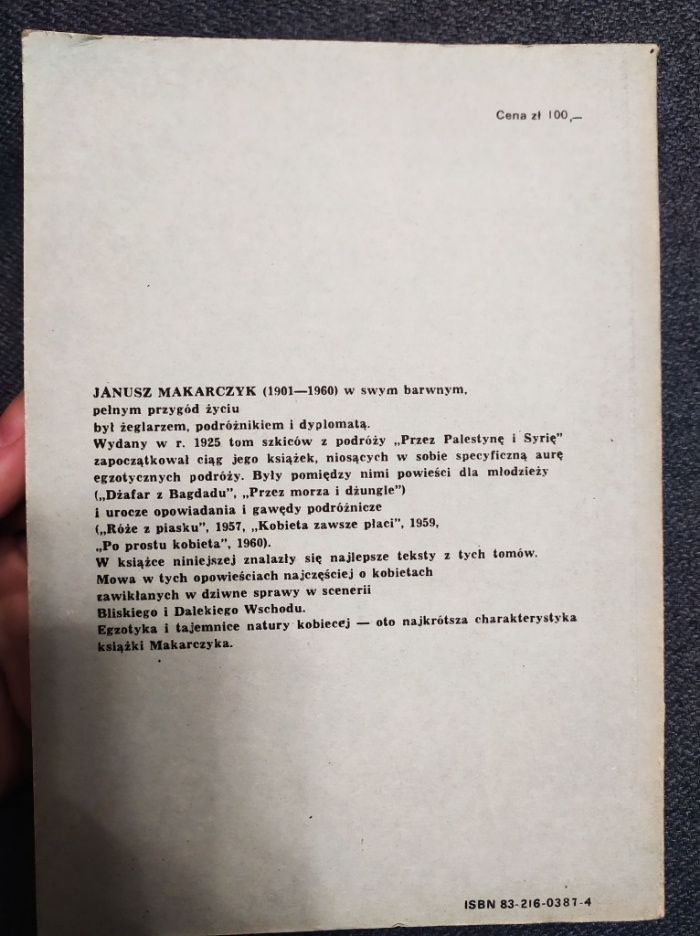 Cena zł 100,—
JANUSZ MAKARCZYK (1901—1960) w swym barwnym,
pełnym przygód życiu
był żeglarzem, podróżnikiem i dyplomatą.
Wydany w r. 1925 tom szkiców z podróży „Przez Palestynę i Syrię”
zapoczątkował ciąg jego książek, niosących w sobie specyficzną aurę
egzotycznych podróży. Były pomiędzy nimi powieści dla młodzieży
(„Dżafar z Bagdadu”, „Przez morza i dżungle”)
i urocze opowiadania i gawędy podróżnicze
(„Róże z piasku”, 1957, „Kobieta zawsze płaci”, 1959,
„Po prostu kobieta”, 1960).
W książce niniejszej znalazły się najlepsze teksty z tych tomów.
Mowa w tych opowieściach najczęściej o kobietach
zawikłanych w dziwne sprawy w scenerii
Bliskiego i Dalekiego Wschodu.
Egzotyka i tajemnice natury kobiecej — oto najkrótsza charakterystyka
książki Makarczyka.
ISBN 83-216-0387-4